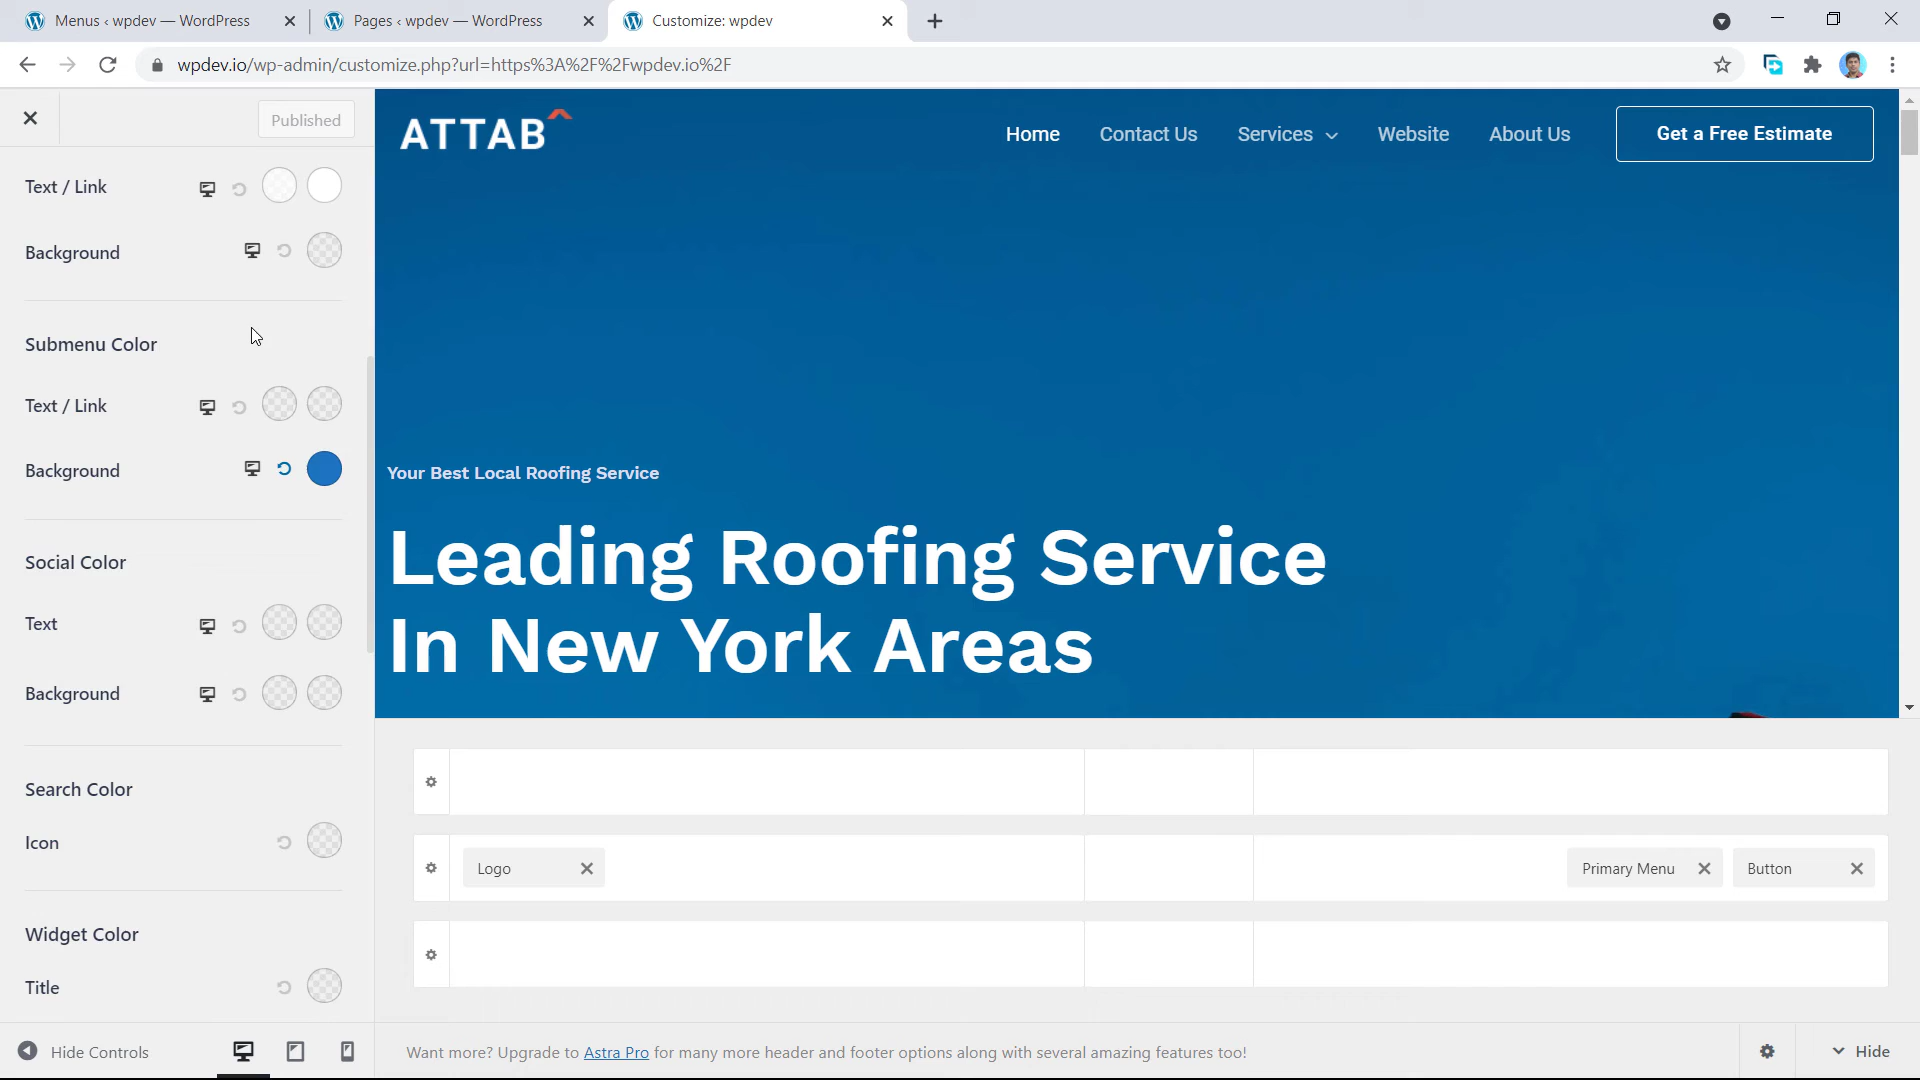 Menus ‹ wpdev — WordPress
Pages ‹ wpdev — WordPress
Customize: wpdev
wpdev.io/wp-admin/customize.php?url=https%3A%2F%2Fwpdev.io%2F
Published
Text / Link
Background
Submenu Color
Text / Link
Background
Social Color
Text
Background
Search Color
Icon
Widget Color
Title
Hide Controls
ATTAB
Home
Contact Us
Services
Website
About Us
Get a Free Estimate
Your Best Local Roofing Service
Leading Roofing Service
In New York Areas
Logo
Primary Menu
Button
Want more? Upgrade to Astra Pro for many more header and footer options along with several amazing features too!
Hide